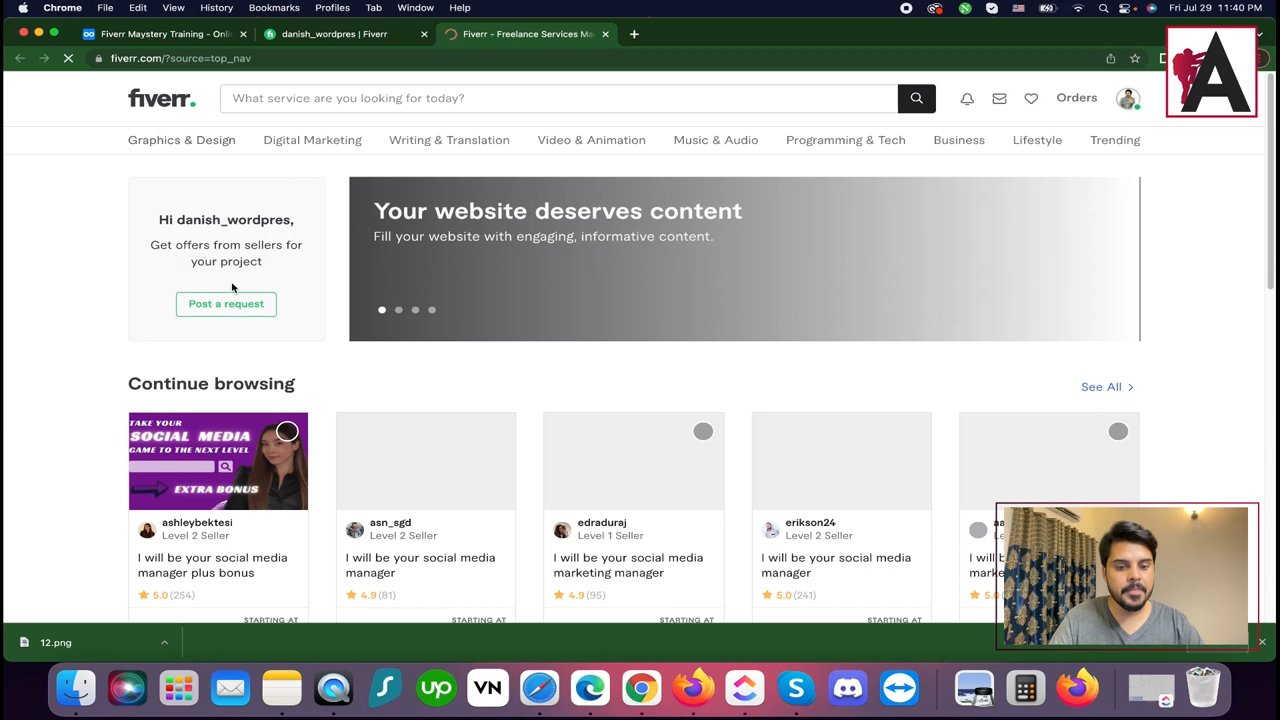 Chrome File Edit View History Bookmarks Profiles Tab Window Help Fri Jul 29 11:40 PM
Fiverr Maystery Training - Onli danish_wordpres | Fiverr Fiverr - Freelance Services Ma
fiverr.com/?source=top_nav
A
fiverr. What service are you looking for today? Orders
Graphics & Design Digital Marketing Writing & Translation Video & Animation Music & Audio Programming & Tech Business Lifestyle Trending
Hi danish_wordpres,
Get offers from sellers for
your project
Post a request
Your website deserves content
Fill your website with engaging, informative content.
Continue browsing See All
TAKE YOUR
SOCIAL MEDIA
GAME TO THE NEXT LEVEL
EXTRA BONUS
ashleybektesi
Level 2 Seller
I will be your social media
manager plus bonus
5.0 (254)
STARTING AT
asn_sgd
Level 2 Seller
I will be your social media
manager
4.9 (81)
STARTING AT
edraduraj
Level 1 Seller
I will be your social media
marketing manager
4.9 (95)
STARTING AT
erikson24
Level 2 Seller
I will be your social media
manager
5.0 (241)
STARTING AT
I will b
marke
5.0
12.png
up VN